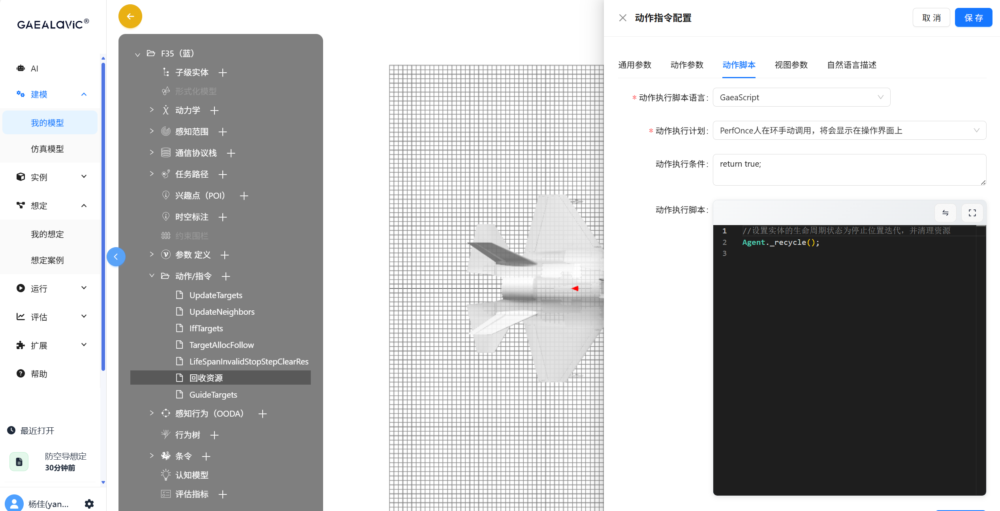 GAEALaViC®
AI
建模
我的模型
仿真模型
实例
想定
我的想定
想定案例
运行
评估
扩展
帮助
最近打开
防空导想定
30分钟前
杨佳(yan...
F35（蓝）
子级实体
形式化模型
动力学
感知范围
通信协议栈
任务路径
兴趣点（POI）
时空标注
约束围栏
参数 定义
动作/指令
UpdateTargets
UpdateNeighbors
IffTargets
TargetAllocFollow
LifeSpanInvalidStopStepClearRes
回收资源
GuideTargets
感知行为（OODA）
行为树
条令
认知模型
评估指标
动作指令配置
取 消
保 存
通用参数 动作参数 动作脚本 视图参数 自然语言描述
* 动作执行脚本语言: GaeaScript
* 动作执行计划: PerfOnce人在环手动调用，将会显示在操作界面上
动作执行条件: return true;
动作执行脚本:
1 //设置实体的生命周期状态为停止位置迭代，并清理资源
2 Agent._recycle();
3